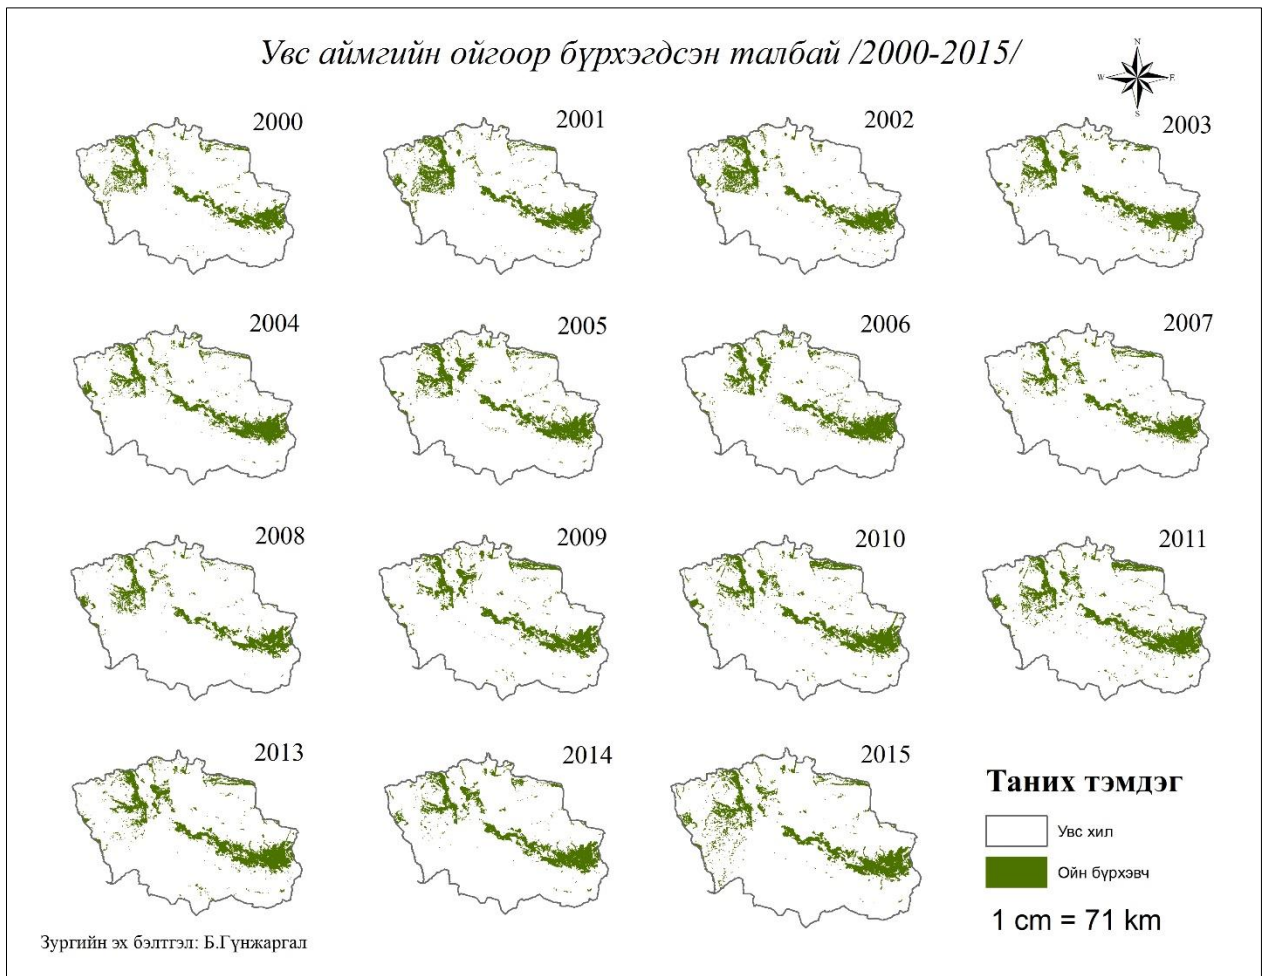 Увс аймгийн ойгоор бүрхэгдсэн талбай /2000-2015/
N
W E
S
2000 2001 2002 2003
2004 2005 2006 2007
2008 2009 2010 2011
2013 2014 2015
Таних тэмдэг
Увс хил
Ойн бүрхэвч
1 cm = 71 km
Зургийн эх бэлтгэл: Б.Гүнжаргал